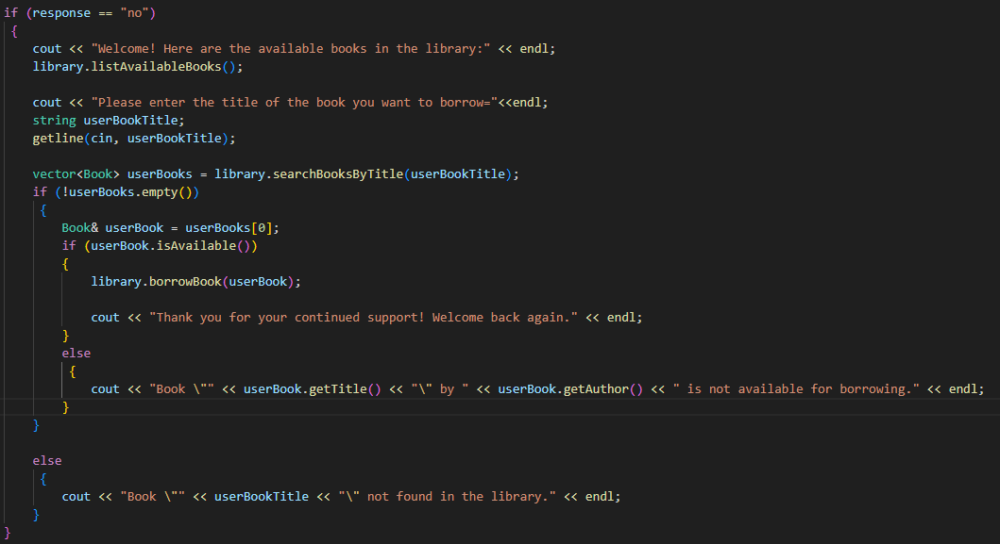 if (response == "no")
{
cout << "Welcome! Here are the available books in the library:" << endl;
library.listAvailableBooks();
cout << "Please enter the title of the book you want to borrow="<<endl;
string userBookTitle;
getline(cin, userBookTitle);
vector<Book> userBooks = library.searchBooksByTitle(userBookTitle);
if (!userBooks.empty())
{
Book& userBook = userBooks[0];
if (userBook.isAvailable())
{
library.borrowBook(userBook);
cout << "Thank you for your continued support! Welcome back again." << endl;
}
else
{
cout << "Book \"" << userBook.getTitle() << "\" by " << userBook.getAuthor() << " is not available for borrowing." << endl;
}
}
else
{
cout << "Book \"" << userBookTitle << "\" not found in the library." << endl;
}
}